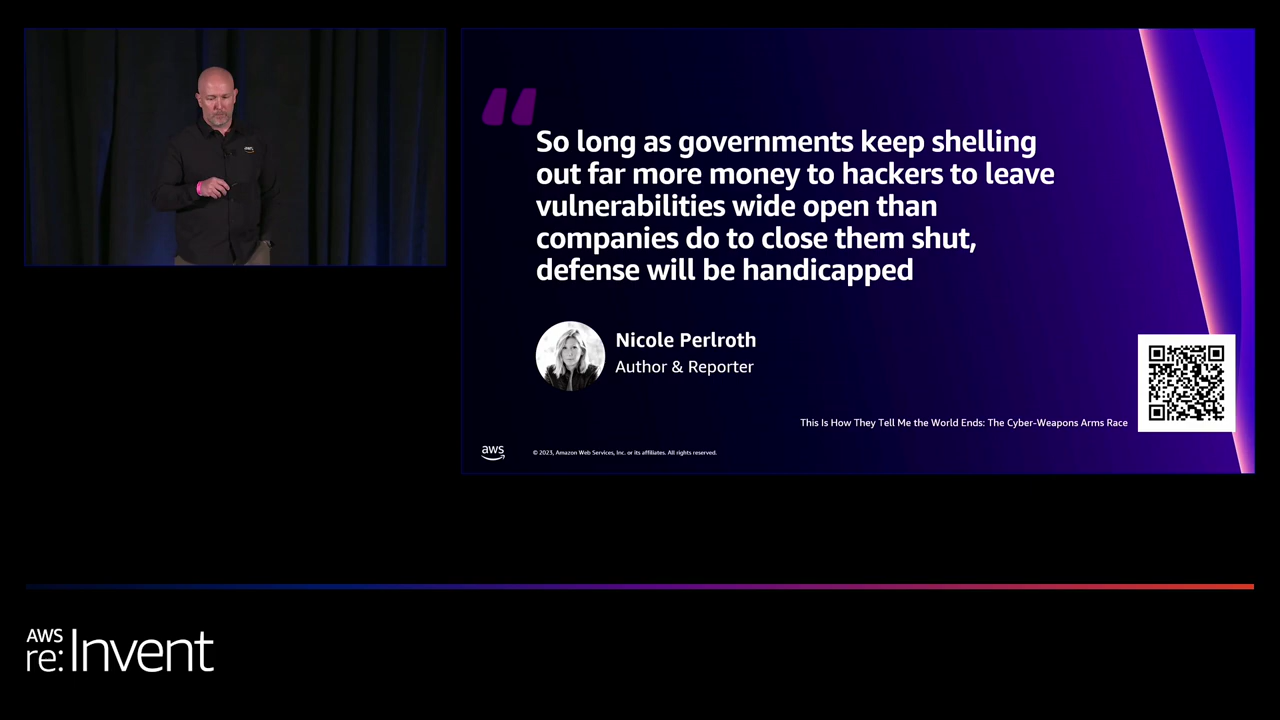 “
So long as governments keep shelling
out far more money to hackers to leave
vulnerabilities wide open than
companies do to close them shut,
defense will be handicapped
Nicole Perlroth
Author & Reporter
This Is How They Tell Me the World Ends: The Cyber-Weapons Arms Race
aws
© 2023, Amazon Web Services, Inc. or its affiliates. All rights reserved.
AWS
re:Invent